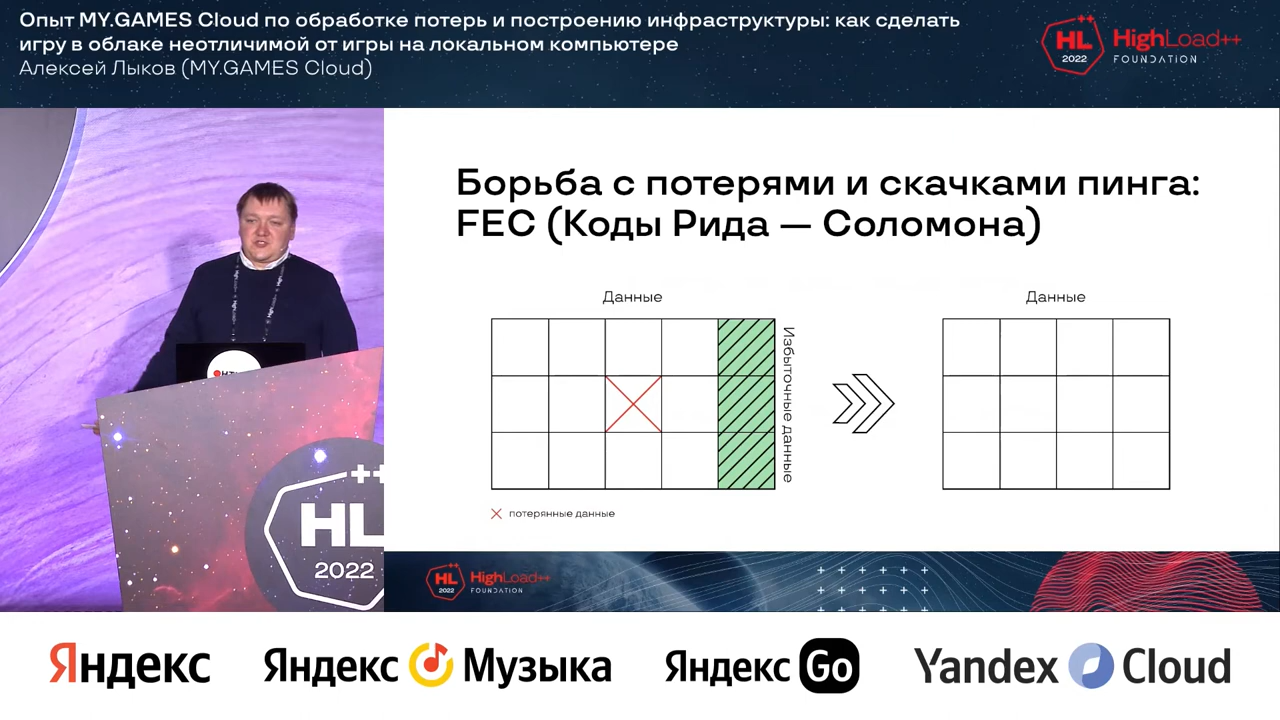 Опыт MY.GAMES Cloud по обработке потерь и построению инфраструктуры: как сделать
игру в облаке неотличимой от игры на локальном компьютере
Алексей Лыков (MY.GAMES Cloud)
HL
2022
HighLoad++
FOUNDATION
Борьба с потерями и скачками пинга:
FEC (Коды Рида — Соломона)
Данные
Избыточные данные
Данные
потерянные данные
++
HL
2022
HL
2022
HighLoad++
FOUNDATION
Яндекс
Яндекс Музыка
Яндекс Go
Yandex Cloud